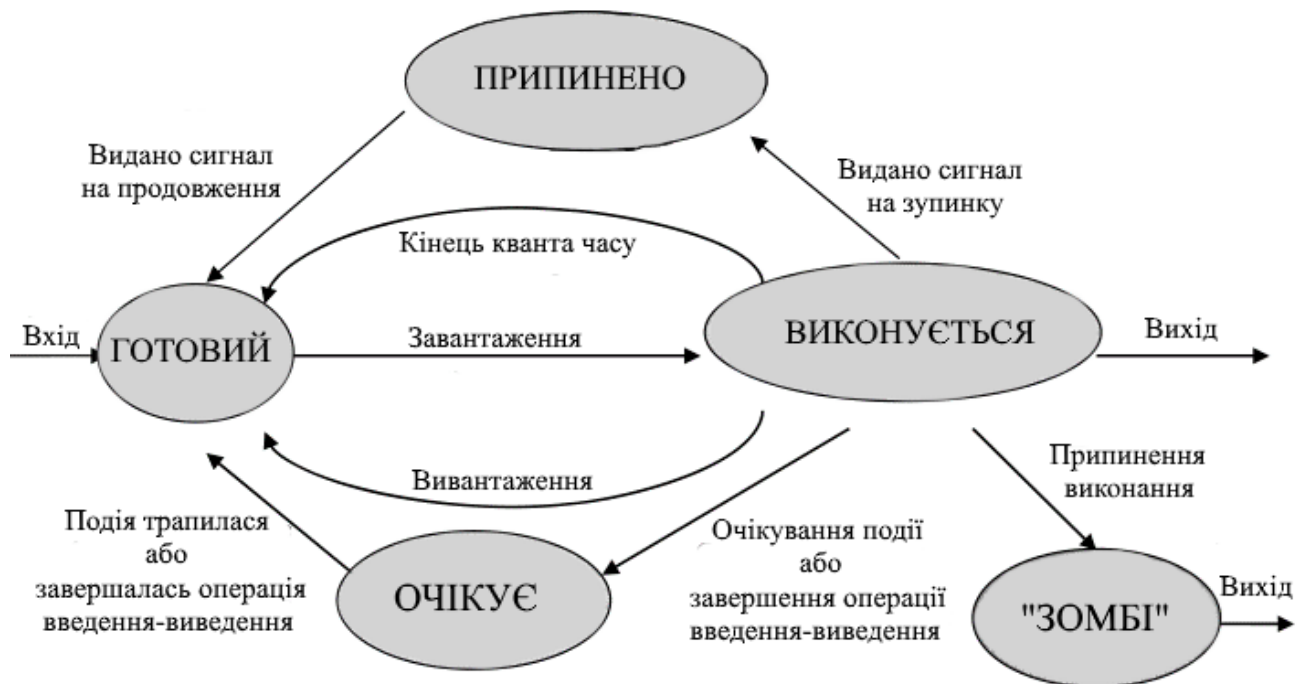 ПРИПИНЕНО
Видано сигнал
на продовження
Видано сигнал
на зупинку
Кінець кванта часу
Вхід
ГОТОВИЙ
Завантаження
ВИКОНУЄТЬСЯ
Вихід
Вивантаження
Припинення
виконання
Подія трапилася
або
завершалась операція
введення-виведення
ОЧІКУЄ
Очікування події
або
завершення операції
введення-виведення
"ЗОМБІ"
Вихід